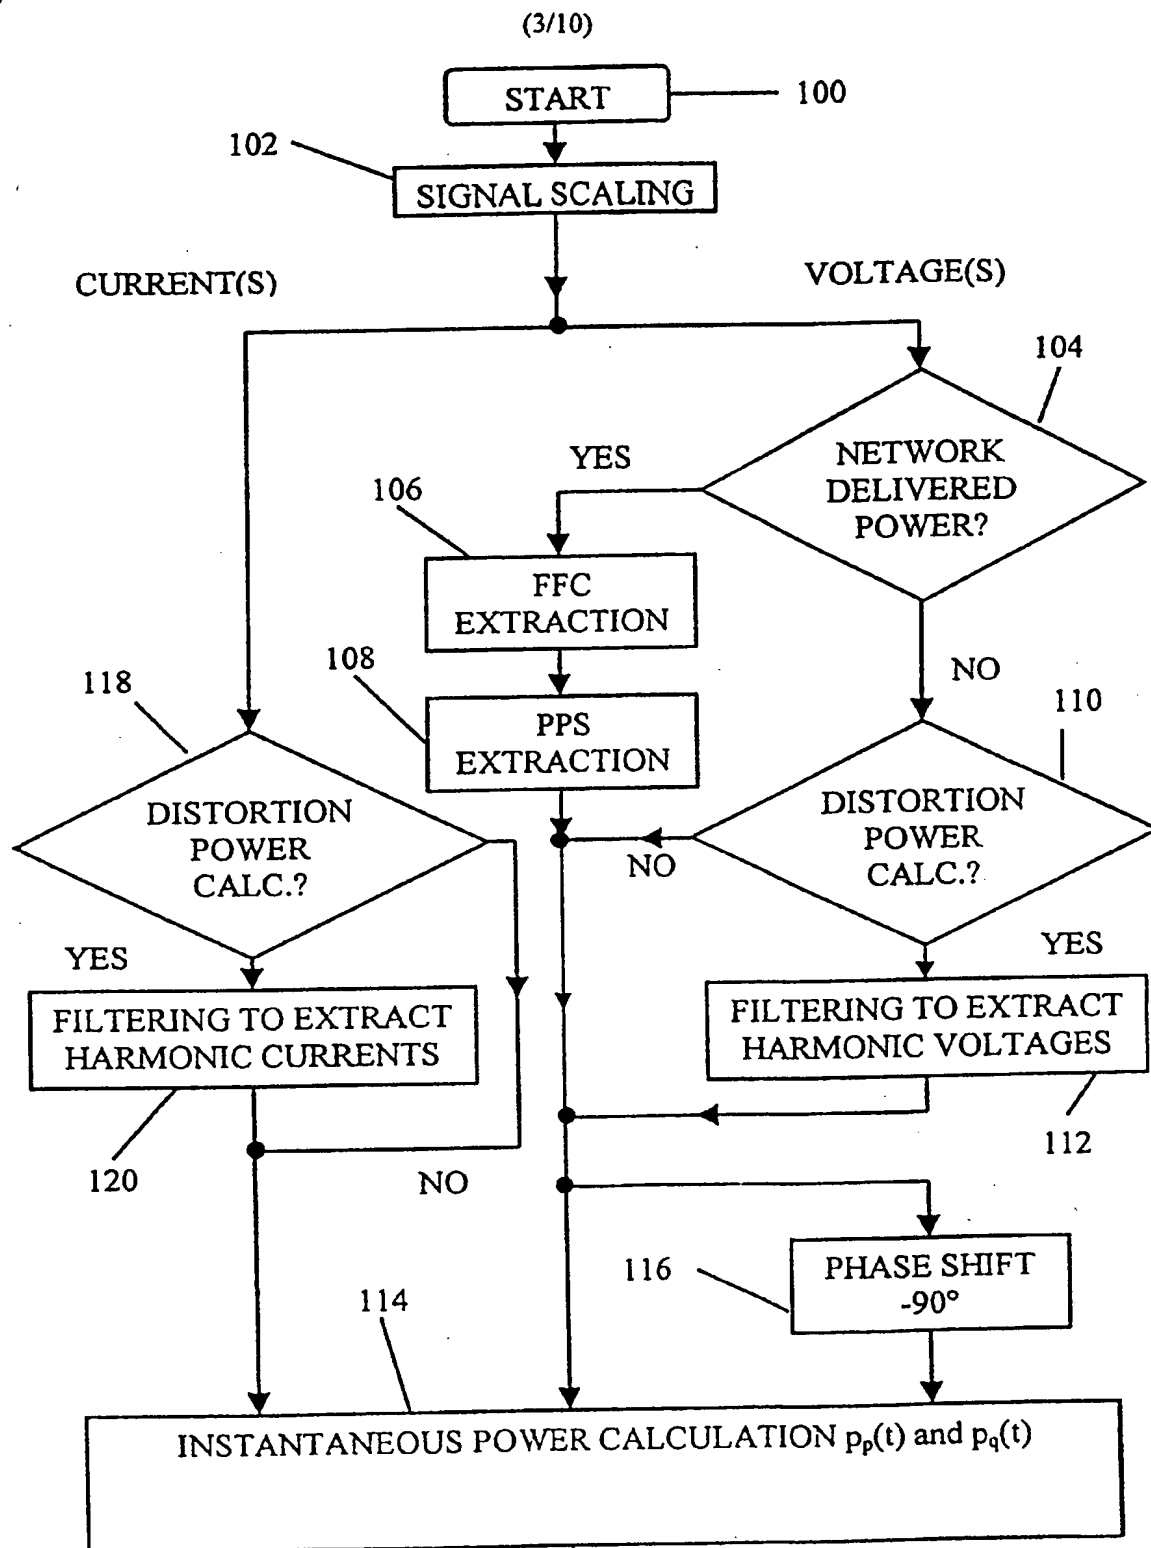 (3/10)
START
100
102
SIGNAL SCALING
CURRENT(S)
VOLTAGE(S)
104
NETWORK
DELIVERED
POWER?
YES
106
FFC
EXTRACTION
NO
108
PPS
EXTRACTION
118
110
DISTORTION
POWER
CALC.?
DISTORTION
POWER
CALC.?
NO
YES
YES
FILTERING TO EXTRACT
HARMONIC CURRENTS
FILTERING TO EXTRACT
HARMONIC VOLTAGES
120
NO
112
116
PHASE SHIFT
-90°
114
INSTANTANEOUS POWER CALCULATION pₚ(t) and p_q(t)